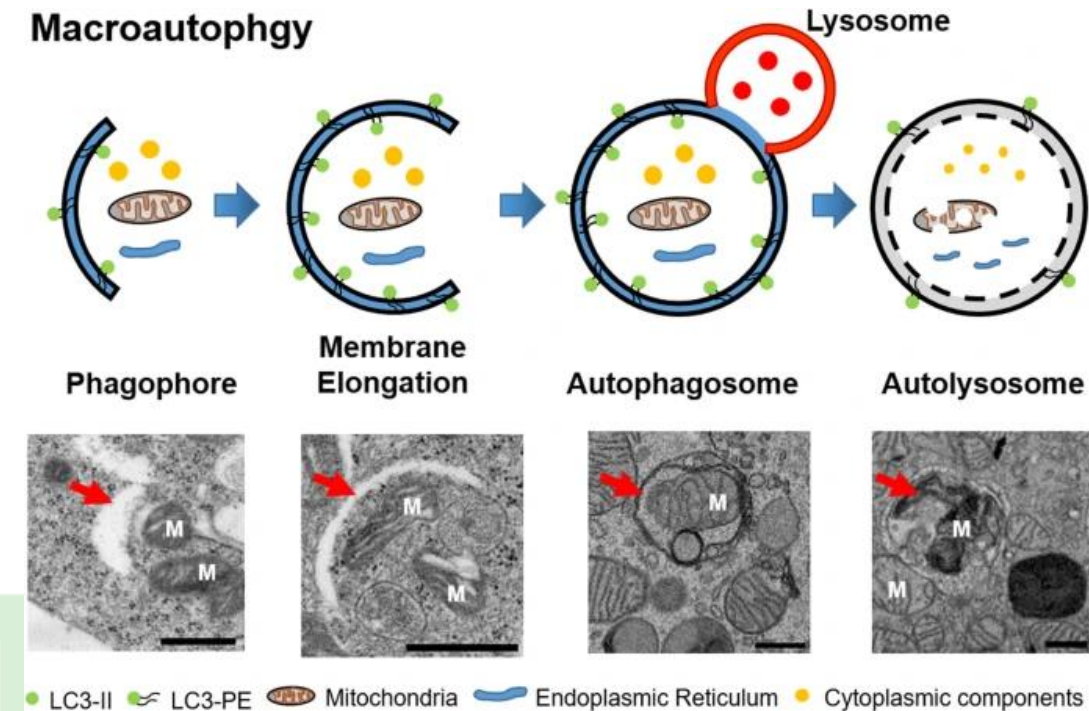 Macroautophgy
Lysosome
Phagophore
Membrane
Elongation
Autophagosome
Autolysosome
M
M
M
M
M
M
M
LC3-II LC3-PE Mitochondria Endoplasmic Reticulum Cytoplasmic components